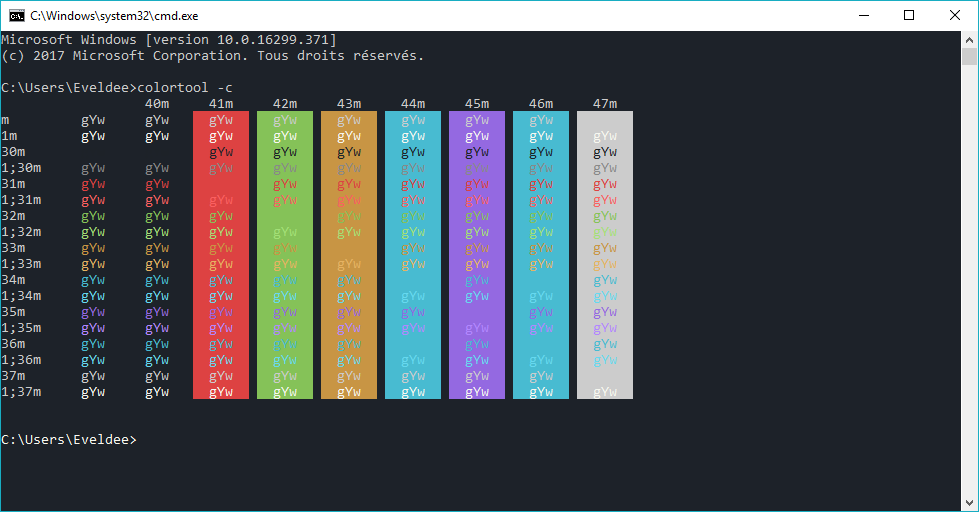 C:\Windows\system32\cmd.exe
Microsoft Windows [version 10.0.16299.371]
(c) 2017 Microsoft Corporation. Tous droits réservés.
C:\Users\Eveldee>colortool -c
40m 41m 42m 43m 44m 45m 46m 47m
m gYw gYw gYw gYw gYw gYw gYw gYw
1m gYw gYw gYw gYw gYw gYw gYw gYw gYw
30m gYw gYw gYw gYw gYw gYw gYw
1;30m gYw gYw gYw gYw gYw gYw gYw gYw gYw
31m gYw gYw gYw gYw gYw gYw gYw gYw
1;31m gYw gYw gYw gYw gYw gYw gYw gYw gYw
32m gYw gYw gYw gYw gYw gYw gYw gYw
1;32m gYw gYw gYw gYw gYw gYw gYw gYw gYw
33m gYw gYw gYw gYw gYw gYw gYw gYw
1;33m gYw gYw gYw gYw gYw gYw gYw gYw gYw
34m gYw gYw gYw gYw gYw gYw gYw
1;34m gYw gYw gYw gYw gYw gYw gYw gYw gYw
35m gYw gYw gYw gYw gYw gYw gYw gYw
1;35m gYw gYw gYw gYw gYw gYw gYw gYw gYw
36m gYw gYw gYw gYw gYw gYw gYw
1;36m gYw gYw gYw gYw gYw gYw gYw gYw gYw
37m gYw gYw gYw gYw gYw gYw gYw gYw
1;37m gYw gYw gYw gYw gYw gYw gYw gYw gYw
C:\Users\Eveldee>